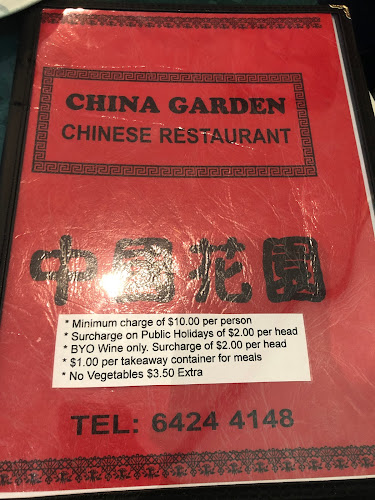 CHINA GARDEN
CHINESE RESTAURANT
中國花園
* Minimum charge of $10.00 per person
* Surcharge on Public Holidays of $2.00 per head
* BYO Wine only. Surcharge of $2.00 per head
* $1.00 per takeaway container for meals
* No Vegetables $3.50 Extra
TEL: 6424 4148